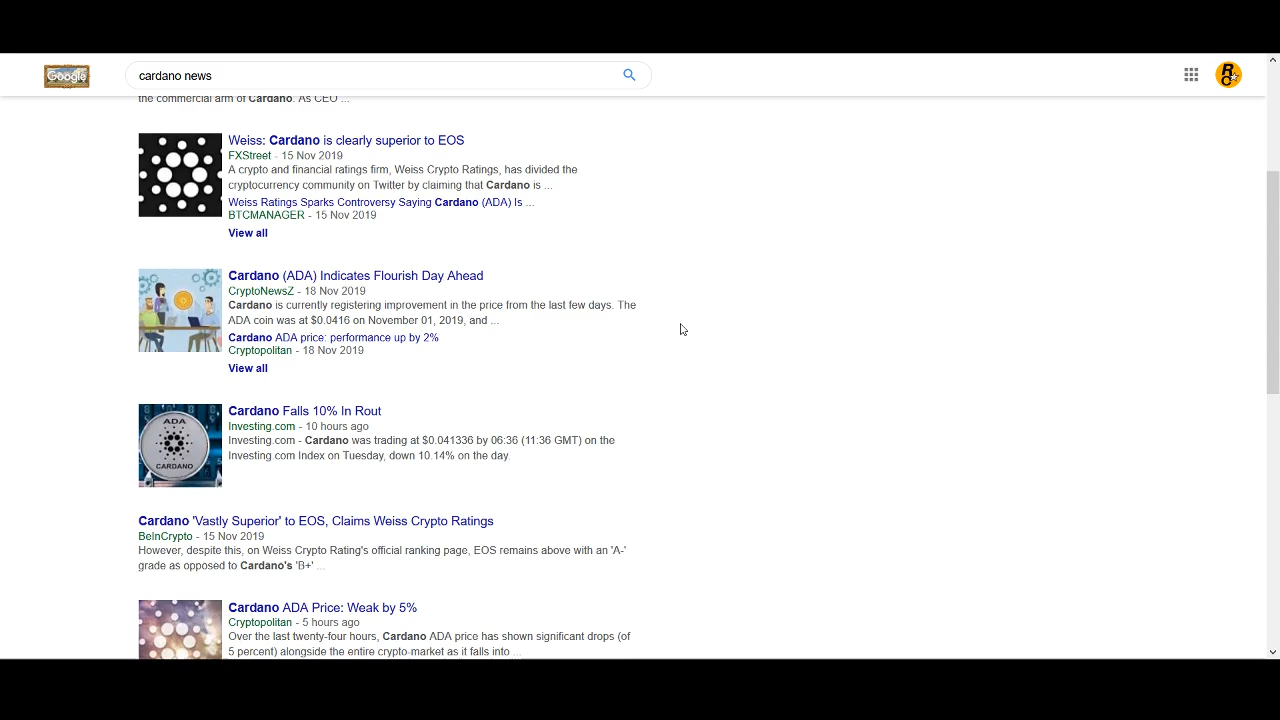 Google
cardano news
the commercial arm of Cardano. As CEO ...
Weiss: Cardano is clearly superior to EOS
FXStreet - 15 Nov 2019
A crypto and financial ratings firm, Weiss Crypto Ratings, has divided the
cryptocurrency community on Twitter by claiming that Cardano is ...
Weiss Ratings Sparks Controversy Saying Cardano (ADA) Is ...
BTCMANAGER - 15 Nov 2019
View all
Cardano (ADA) Indicates Flourish Day Ahead
CryptoNewsZ - 18 Nov 2019
Cardano is currently registering improvement in the price from the last few days. The
ADA coin was at $0.0416 on November 01, 2019, and ...
Cardano ADA price: performance up by 2%
Cryptopolitan - 18 Nov 2019
View all
ADA
CARDANO
Cardano Falls 10% In Rout
Investing.com - 10 hours ago
Investing.com - Cardano was trading at $0.041336 by 06:36 (11:36 GMT) on the
Investing.com Index on Tuesday, down 10.14% on the day.
Cardano 'Vastly Superior' to EOS, Claims Weiss Crypto Ratings
BeInCrypto - 15 Nov 2019
However, despite this, on Weiss Crypto Rating's official ranking page, EOS remains above with an 'A-'
grade as opposed to Cardano's 'B+' ...
Cardano ADA Price: Weak by 5%
Cryptopolitan - 5 hours ago
Over the last twenty-four hours, Cardano ADA price has shown significant drops (of
5 percent) alongside the entire crypto-market as it falls into ...